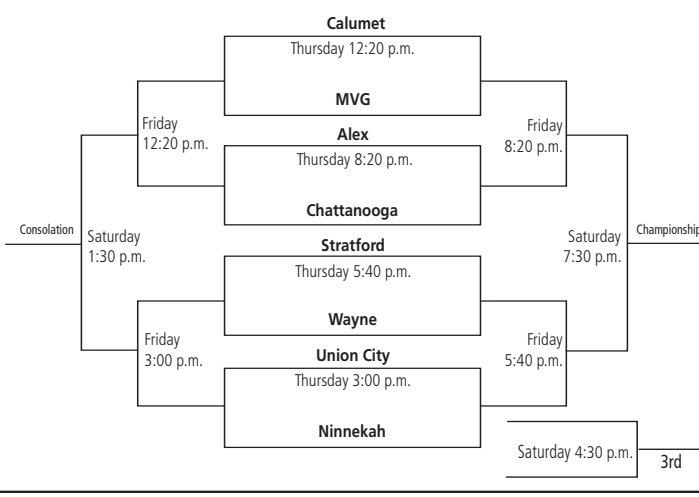 Calumet
Thursday 12:20 p.m.
MVG
Friday
12:20 p.m.
Friday
8:20 p.m.
Alex
Thursday 8:20 p.m.
Chattanooga
Consolation
Saturday
1:30 p.m.
Saturday
7:30 p.m.
Championship
Stratford
Thursday 5:40 p.m.
Wayne
Friday
3:00 p.m.
Friday
5:40 p.m.
Union City
Thursday 3:00 p.m.
Ninnekah
Saturday 4:30 p.m.
3rd